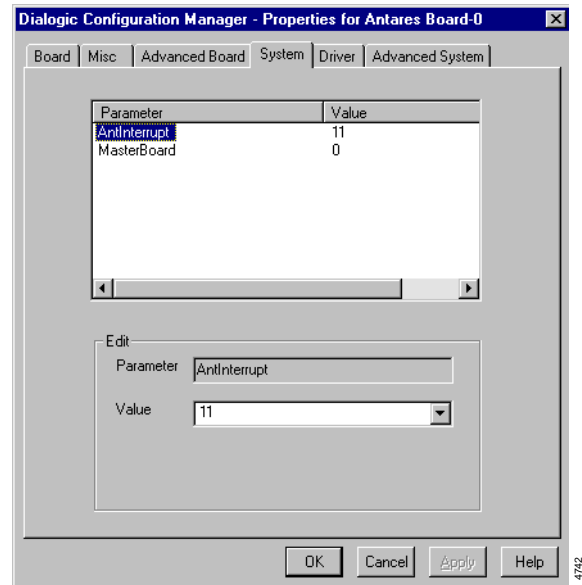 Dialogic Configuration Manager - Properties for Antares Board-0
Board Misc Advanced Board System Driver Advanced System
Parameter Value
AntInterrupt 11
MasterBoard 0
Edit
Parameter AntInterrupt
Value 11
OK Cancel Apply Help
4742